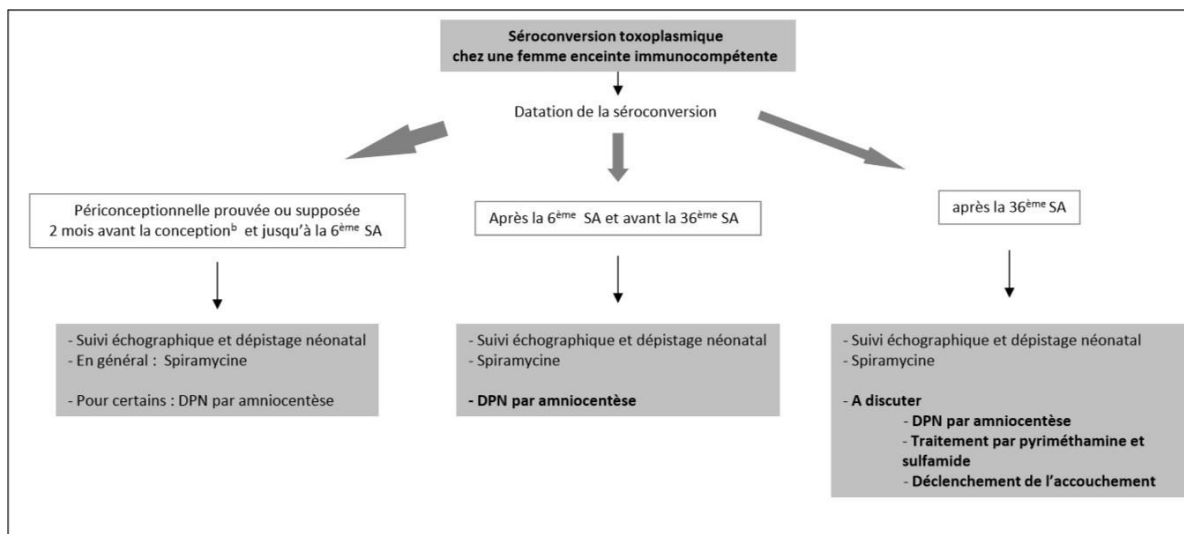 Séroconversion toxoplasmique
chez une femme enceinte immunocompétente
Datation de la séroconversion
Périconceptionnelle prouvée ou supposée
2 mois avant la conceptionᵇ et jusqu'à la 6ème SA
Après la 6ème SA et avant la 36ème SA
après la 36ème SA
- Suivi échographique et dépistage néonatal
- En général : Spiramycine
- Pour certains : DPN par amniocentèse
- Suivi échographique et dépistage néonatal
- Spiramycine
- DPN par amniocentèse
- Suivi échographique et dépistage néonatal
- Spiramycine
- A discuter
- DPN par amniocentèse
- Traitement par pyriméthamine et
sulfamide
- Déclenchement de l'accouchement